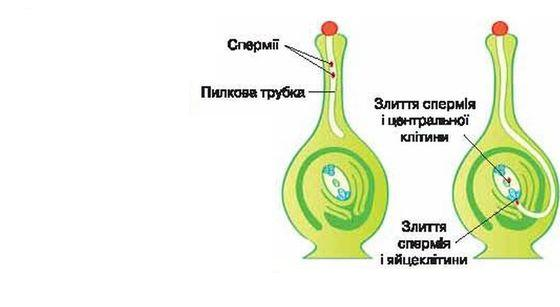 Спермії
Пилкова трубка
Злиття спермія
і центральної
клітини
Злиття
спермія
і яйцеклітини